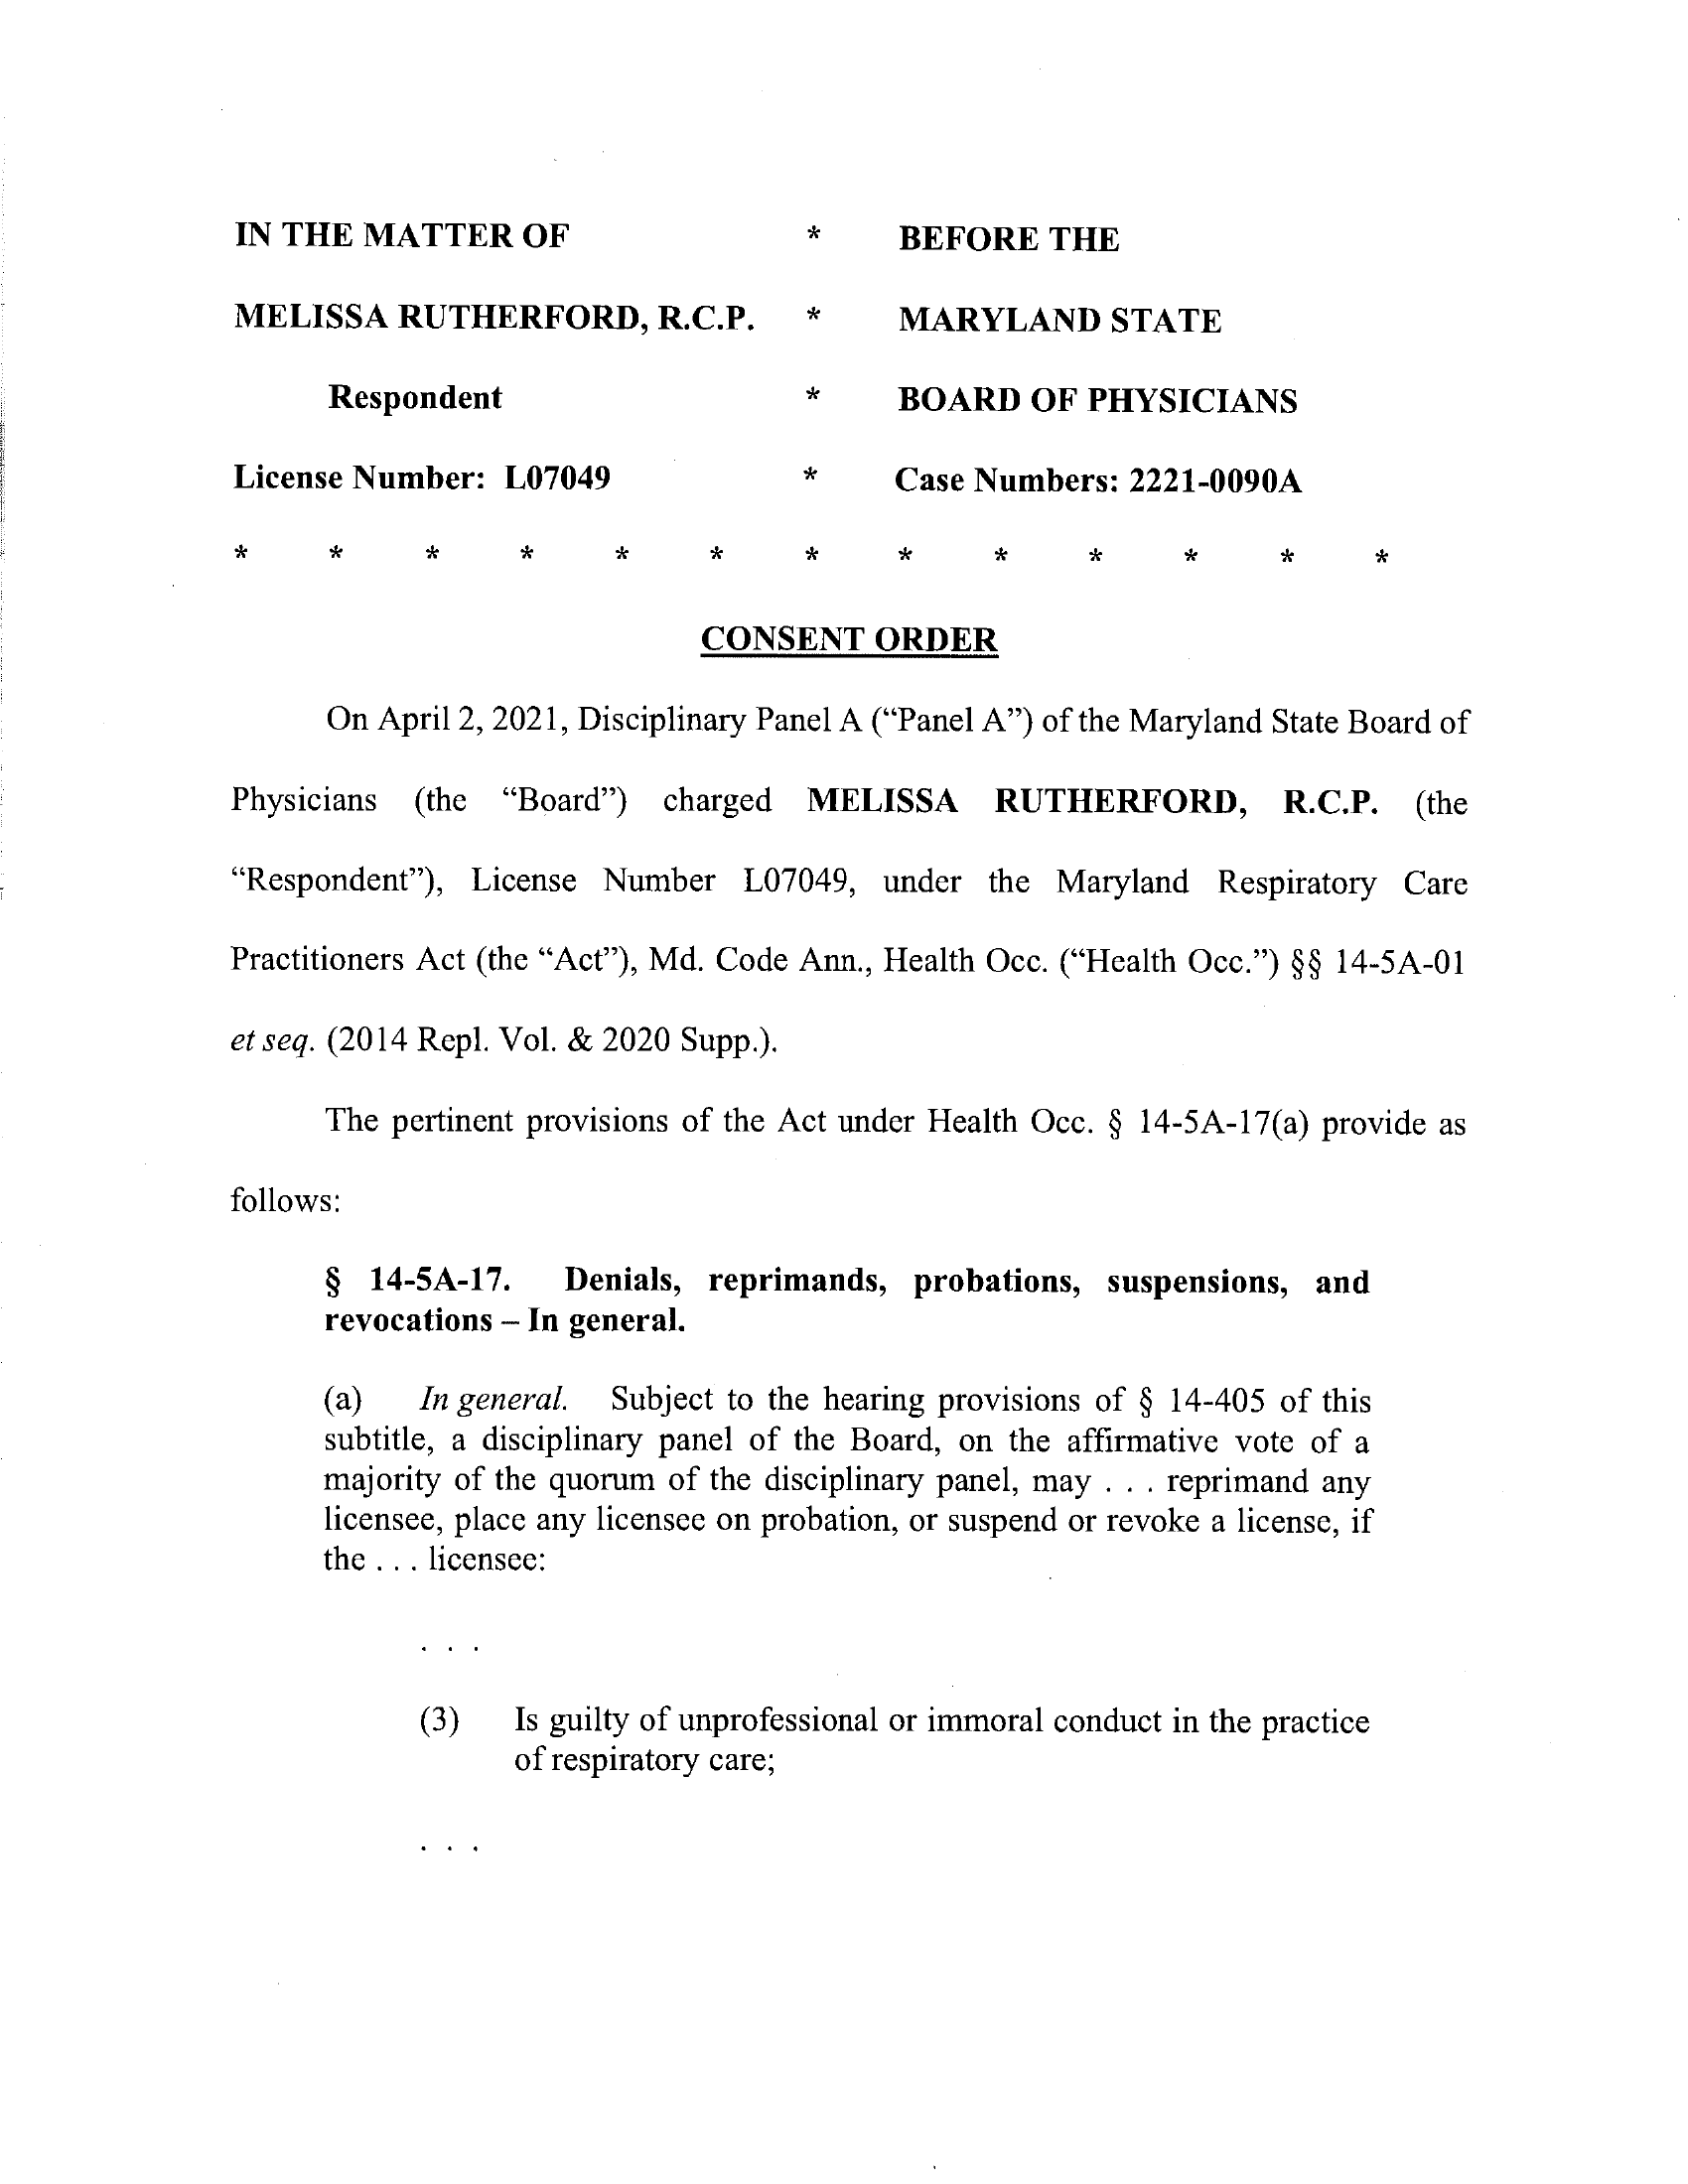 IN THE MATTER OF * BEFORE THE
MELISSA RUTHERFORD, R.C.P. * MARYLAND STATE
Respondent * BOARD OF PHYSICIANS
License Number: L07049 * Case Numbers: 2221-0090A
* * * * * * * * * * * * *
CONSENT ORDER
On April 2, 2021, Disciplinary Panel A (“Panel A”) of the Maryland State Board of
Physicians (the “Board”) charged MELISSA RUTHERFORD, R.C.P. (the
“Respondent”), License Number L07049, under the Maryland Respiratory Care
Practitioners Act (the “Act”), Md. Code Ann., Health Occ. (“Health Occ.”) §§ 14-5A-01
et seq. (2014 Repl. Vol. & 2020 Supp.).
The pertinent provisions of the Act under Health Occ. § 14-5A-17(a) provide as
follows:
§ 14-5A-17. Denials, reprimands, probations, suspensions, and
revocations – In general.
(a) In general. Subject to the hearing provisions of § 14-405 of this
subtitle, a disciplinary panel of the Board, on the affirmative vote of a
majority of the quorum of the disciplinary panel, may . . . reprimand any
licensee, place any licensee on probation, or suspend or revoke a license, if
the . . . licensee:
. . .
(3) Is guilty of unprofessional or immoral conduct in the practice
of respiratory care;
. . .